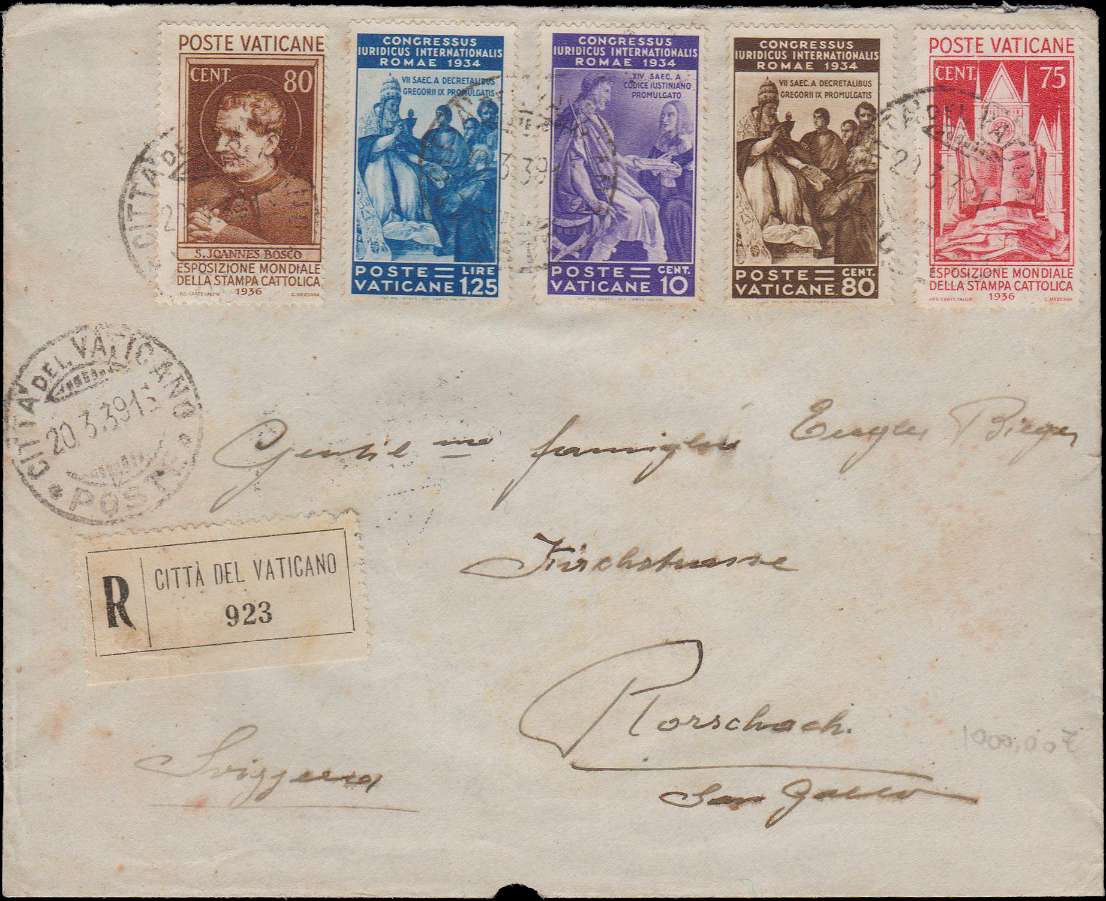 POSTE VATICANE
CENT. 80
S. JOANNES BOSCO
ESPOSIZIONE MONDIALE
DELLA STAMPA CATTOLICA
1936
CONGRESSUS
IURIDICUS INTERNATIONALIS
ROMAE 1934
VII SAEC. A DECRETALIBUS
GREGORII IX PROMULGATIS
POSTE LIRE
VATICANE 1.25
CONGRESSUS
IURIDICUS INTERNATIONALIS
ROMAE 1934
XIV SAEC. A
CODICE IUSTINIANO
PROMULGATO
POSTE CENT.
VATICANE 10
CONGRESSUS
IURIDICUS INTERNATIONALIS
ROMAE 1934
VII SAEC. A DECRETALIBUS
GREGORII IX PROMULGATIS
POSTE CENT.
VATICANE 80
POSTE VATICANE
CENT. 75
ESPOSIZIONE MONDIALE
DELLA STAMPA CATTOLICA
1936
CITTA DEL VATICANO
20.3.39
POSTE
Gentil ma famiglia
Kirchstrasse
Rorschach.
San Gallo
Svizzera
R CITTÀ DEL VATICANO
923